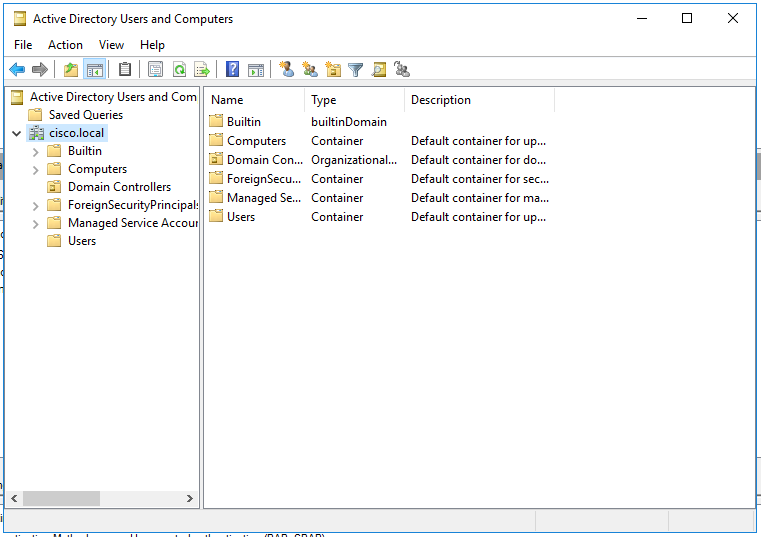 Active Directory Users and Computers
File Action View Help
Active Directory Users and Com
Saved Queries
cisco.local
Builtin
Computers
Domain Controllers
ForeignSecurityPrincipals
Managed Service Accour
Users
Name Type Description
Builtin builtinDomain
Computers Container Default container for up...
Domain Con... Organizational... Default container for do...
ForeignSecu... Container Default container for sec...
Managed Se... Container Default container for ma...
Users Container Default container for up...